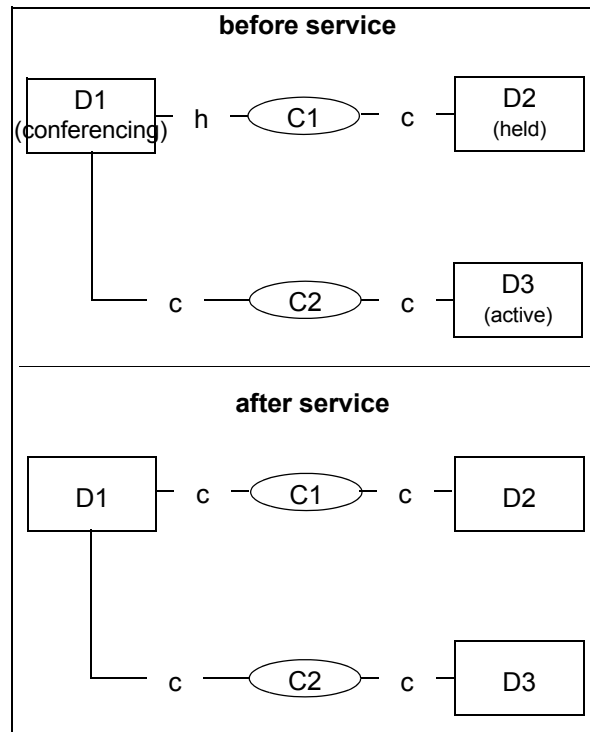 before service
D1
(conferencing)
h
C1
c
D2
(held)
c
C2
c
D3
(active)
after service
D1
c
C1
c
D2
c
C2
c
D3